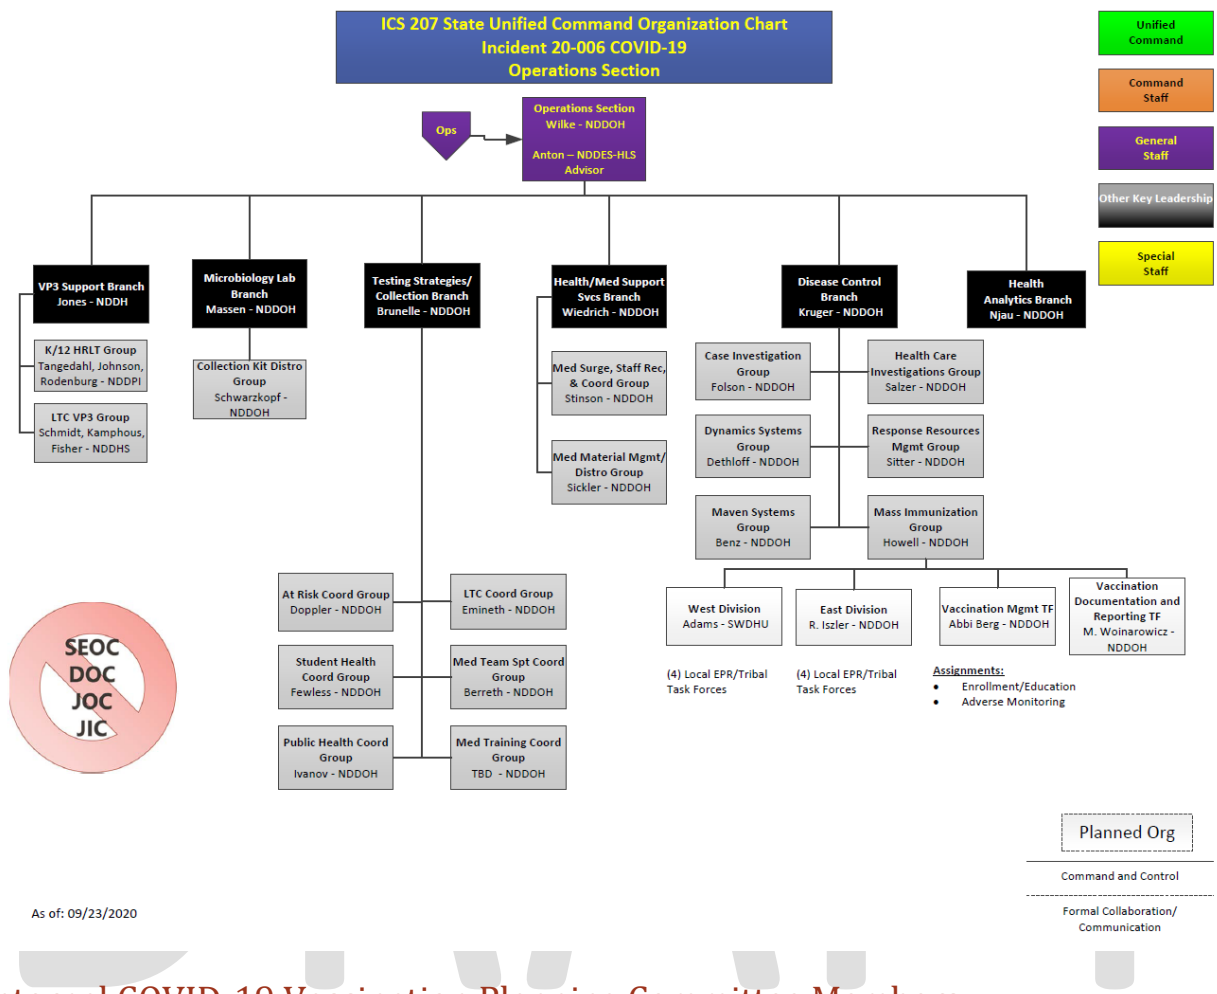 ICS 207 State Unified Command Organization Chart
Incident 20-006 COVID-19
Operations Section
Unified
Command
Command
Staff
General
Staff
Other Key Leadership
Special
Staff
Ops
Operations Section
Wilke - NDDOH
Anton – NDDES-HLS
Advisor
VP3 Support Branch
Jones - NDDH
K/12 HRLT Group
Tangedahl, Johnson,
Rodenburg - NDDPI
LTC VP3 Group
Schmidt, Kamphous,
Fisher - NDDHS
Microbiology Lab
Branch
Massen - NDDOH
Collection Kit Distro
Group
Schwarzkopf -
NDDOH
Testing Strategies/
Collection Branch
Brunelle - NDDOH
At Risk Coord Group
Doppler - NDDOH
LTC Coord Group
Emineth - NDDOH
Student Health
Coord Group
Fewless - NDDOH
Med Team Spt Coord
Group
Berreth - NDDOH
Public Health Coord
Group
Ivanov - NDDOH
Med Training Coord
Group
TBD - NDDOH
Health/Med Support
Svcs Branch
Wiedrich - NDDOH
Med Surge, Staff Rec,
& Coord Group
Stinson - NDDOH
Med Material Mgmt/
Distro Group
Sickler - NDDOH
Disease Control
Branch
Kruger - NDDOH
Case Investigation
Group
Folson - NDDOH
Health Care
Investigations Group
Salzer - NDDOH
Dynamics Systems
Group
Dethloff - NDDOH
Response Resources
Mgmt Group
Sitter - NDDOH
Maven Systems
Group
Benz - NDDOH
Mass Immunization
Group
Howell - NDDOH
Health
Analytics Branch
Njau - NDDOH
West Division
Adams - SWDHU
(4) Local EPR/Tribal
Task Forces
East Division
R. Iszler - NDDOH
(4) Local EPR/Tribal
Task Forces
Vaccination Mgmt TF
Abbi Berg - NDDOH
Assignments:
• Enrollment/Education
• Adverse Monitoring
Vaccination
Documentation and
Reporting TF
M. Woinarowicz -
NDDOH
SEOC
DOC
JOC
JIC
Planned Org
Command and Control
Formal Collaboration/
Communication
As of: 09/23/2020
COVID-19 Vaccination Planning Committee Members